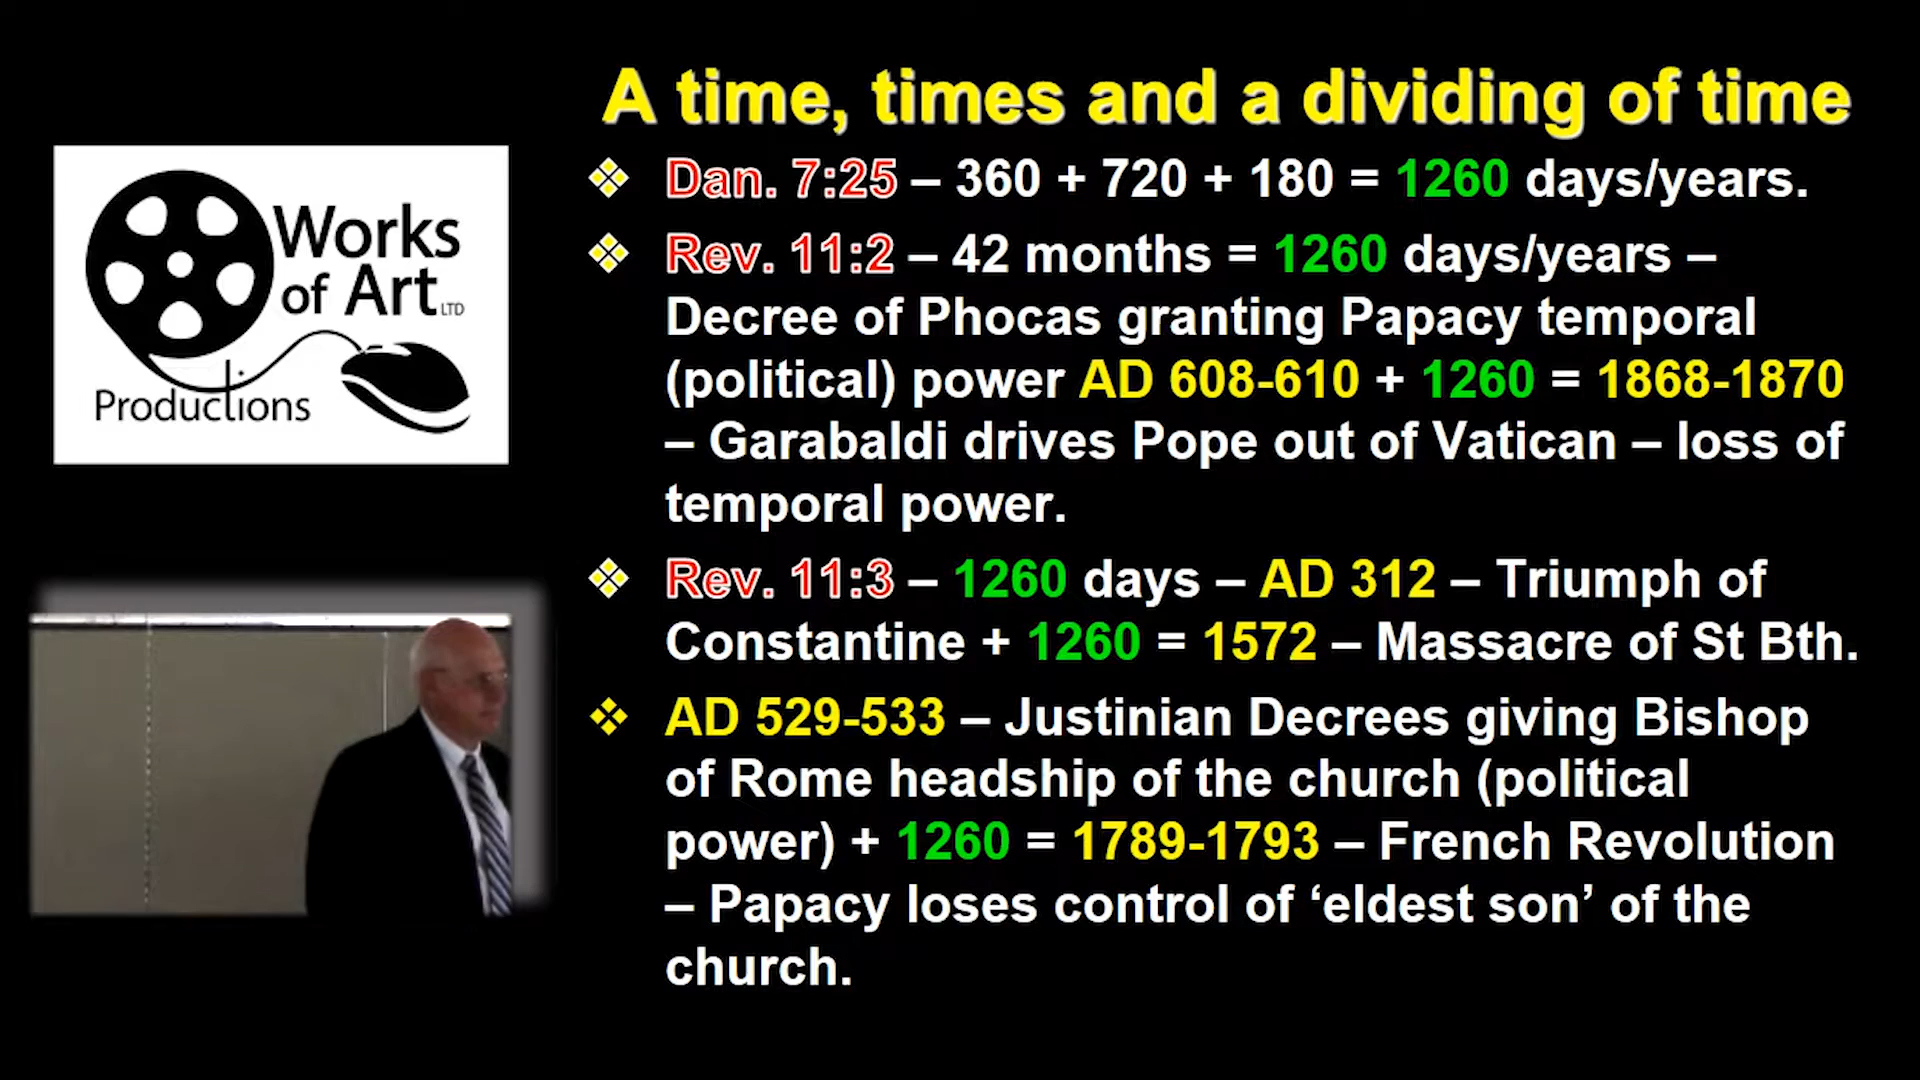 Works
of Art LTD
Productions
A time, times and a dividing of time
Dan. 7:25 – 360 + 720 + 180 = 1260 days/years.
Rev. 11:2 – 42 months = 1260 days/years –
Decree of Phocas granting Papacy temporal
(political) power AD 608-610 + 1260 = 1868-1870
– Garabaldi drives Pope out of Vatican – loss of
temporal power.
Rev. 11:3 – 1260 days – AD 312 – Triumph of
Constantine + 1260 = 1572 – Massacre of St Bth.
AD 529-533 – Justinian Decrees giving Bishop
of Rome headship of the church (political
power) + 1260 = 1789-1793 – French Revolution
– Papacy loses control of ‘eldest son’ of the
church.